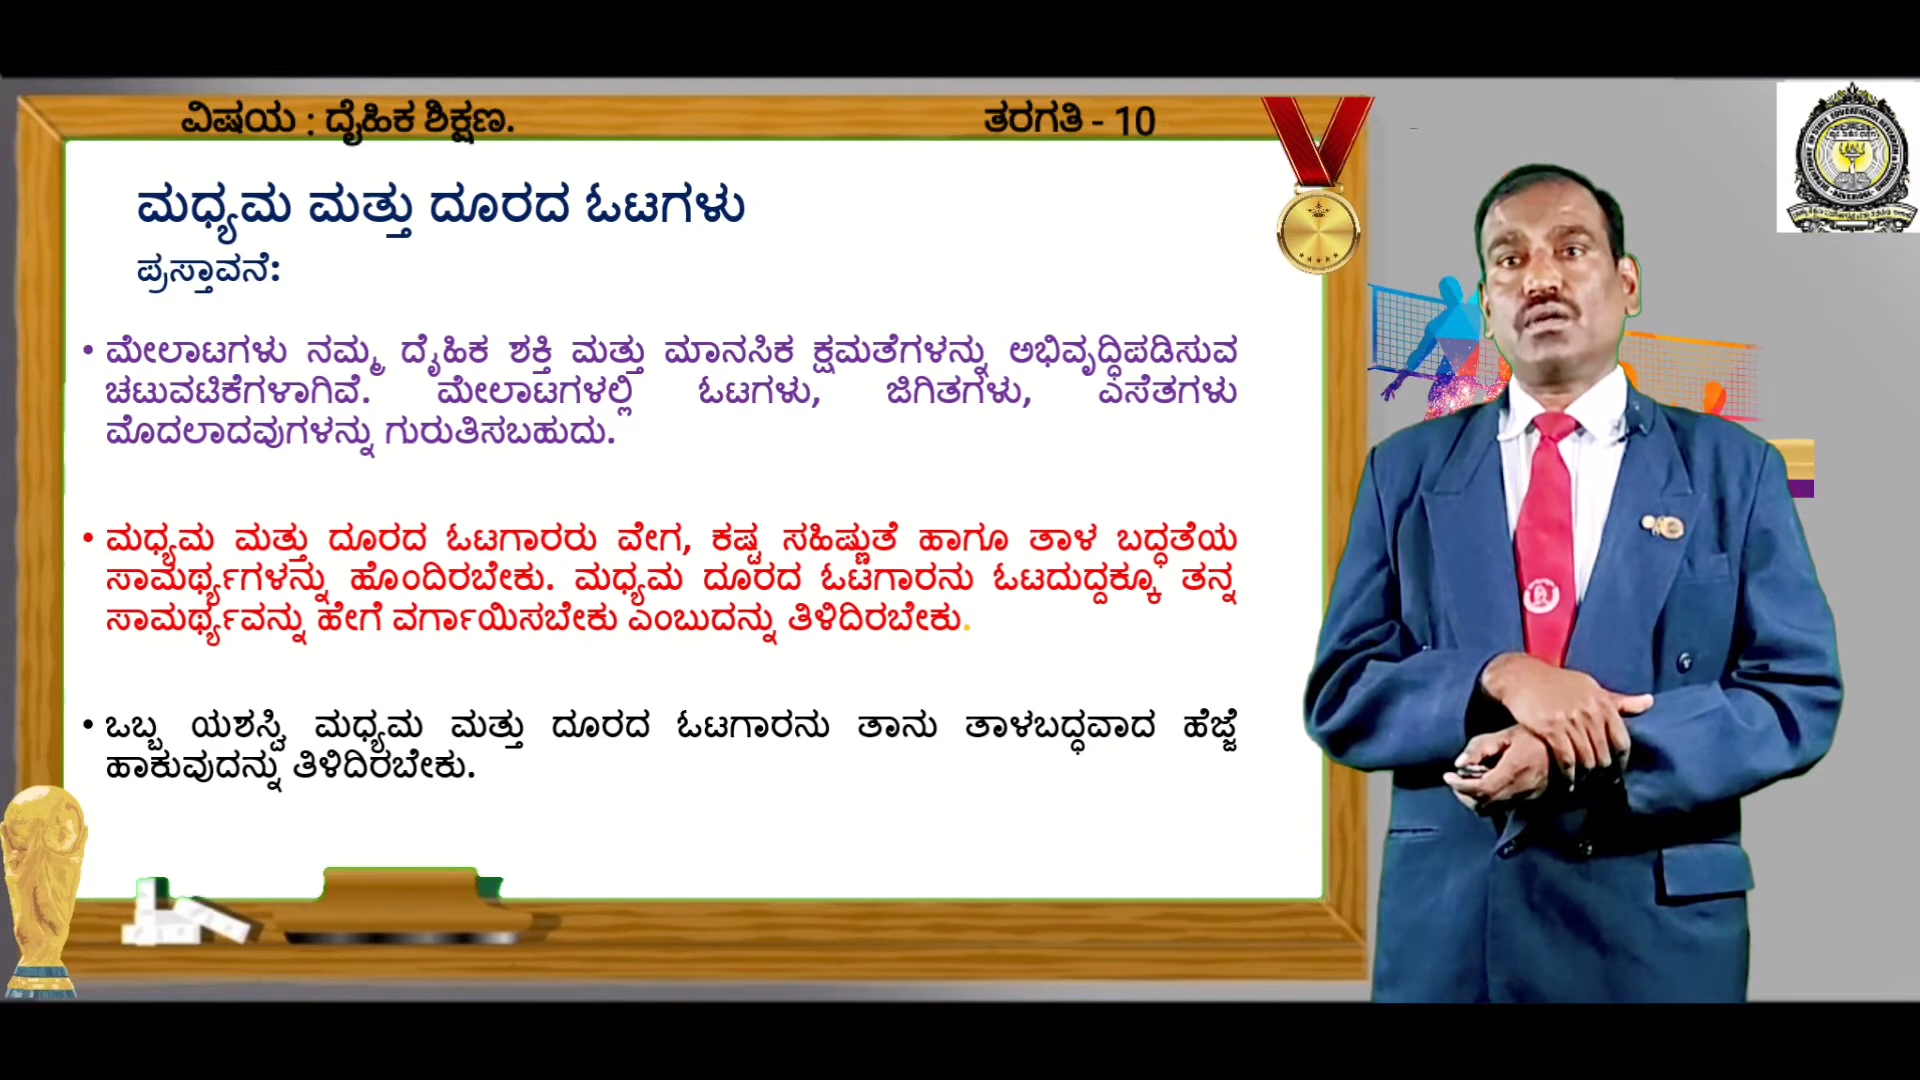 ವಿಷಯ : ದೈಹಿಕ ಶಿಕ್ಷಣ. ತರಗತಿ - 10
ಮಧ್ಯಮ ಮತ್ತು ದೂರದ ಓಟಗಳು
ಪ್ರಸ್ತಾವನೆ:
• ಮೇಲಾಟಗಳು ನಮ್ಮ ದೈಹಿಕ ಶಕ್ತಿ ಮತ್ತು ಮಾನಸಿಕ ಕ್ಷಮತೆಗಳನ್ನು ಅಭಿವೃದ್ಧಿಪಡಿಸುವ
ಚಟುವಟಿಕೆಗಳಾಗಿವೆ. ಮೇಲಾಟಗಳಲ್ಲಿ ಓಟಗಳು, ಜಿಗಿತಗಳು, ಎಸೆತಗಳು
ಮೊದಲಾದವುಗಳನ್ನು ಗುರುತಿಸಬಹುದು.
• ಮಧ್ಯಮ ಮತ್ತು ದೂರದ ಓಟಗಾರರು ವೇಗ, ಕಷ್ಟ ಸಹಿಷ್ಣುತೆ ಹಾಗೂ ತಾಳ ಬದ್ಧತೆಯ
ಸಾಮರ್ಥ್ಯಗಳನ್ನು ಹೊಂದಿರಬೇಕು. ಮಧ್ಯಮ ದೂರದ ಓಟಗಾರನು ಓಟದುದ್ದಕ್ಕೂ ತನ್ನ
ಸಾಮರ್ಥ್ಯವನ್ನು ಹೇಗೆ ವರ್ಗಾಯಿಸಬೇಕು ಎಂಬುದನ್ನು ತಿಳಿದಿರಬೇಕು.
• ಒಬ್ಬ ಯಶಸ್ವಿ ಮಧ್ಯಮ ಮತ್ತು ದೂರದ ಓಟಗಾರನು ತಾನು ತಾಳಬದ್ಧವಾದ ಹೆಜ್ಜೆ
ಹಾಕುವುದನ್ನು ತಿಳಿದಿರಬೇಕು.